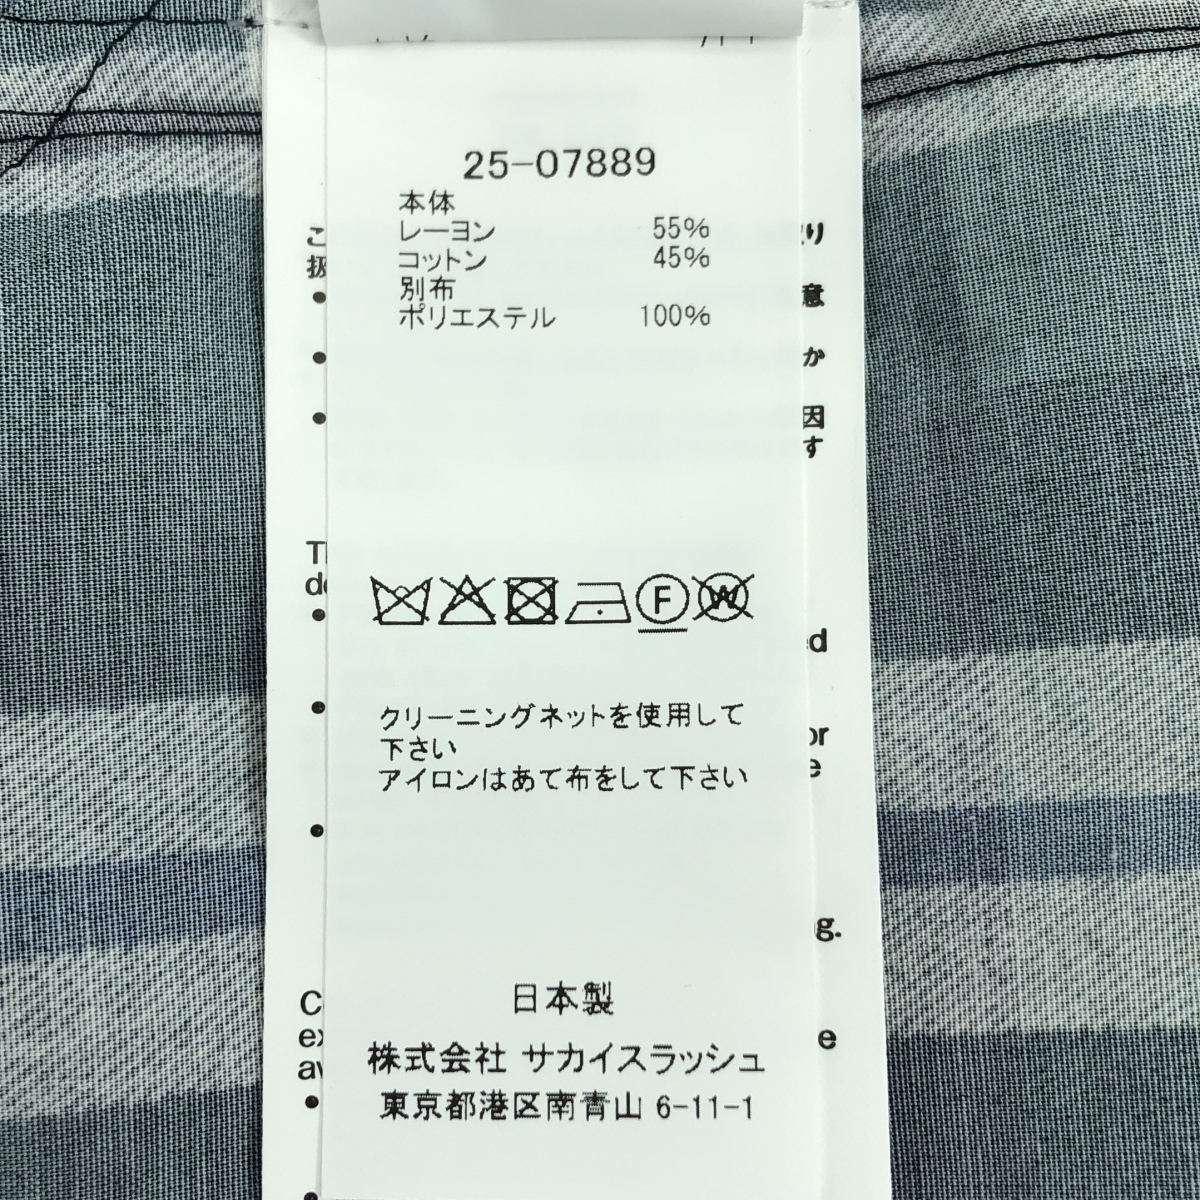 25-07889
本体
レーヨン 55%
コットン 45%
別布
ポリエステル 100%
F W
クリーニングネットを使用して
下さい
アイロンはあて布をして下さい
日本製
株式会社 サカイスラッシュ
東京都港区南青山 6-11-1